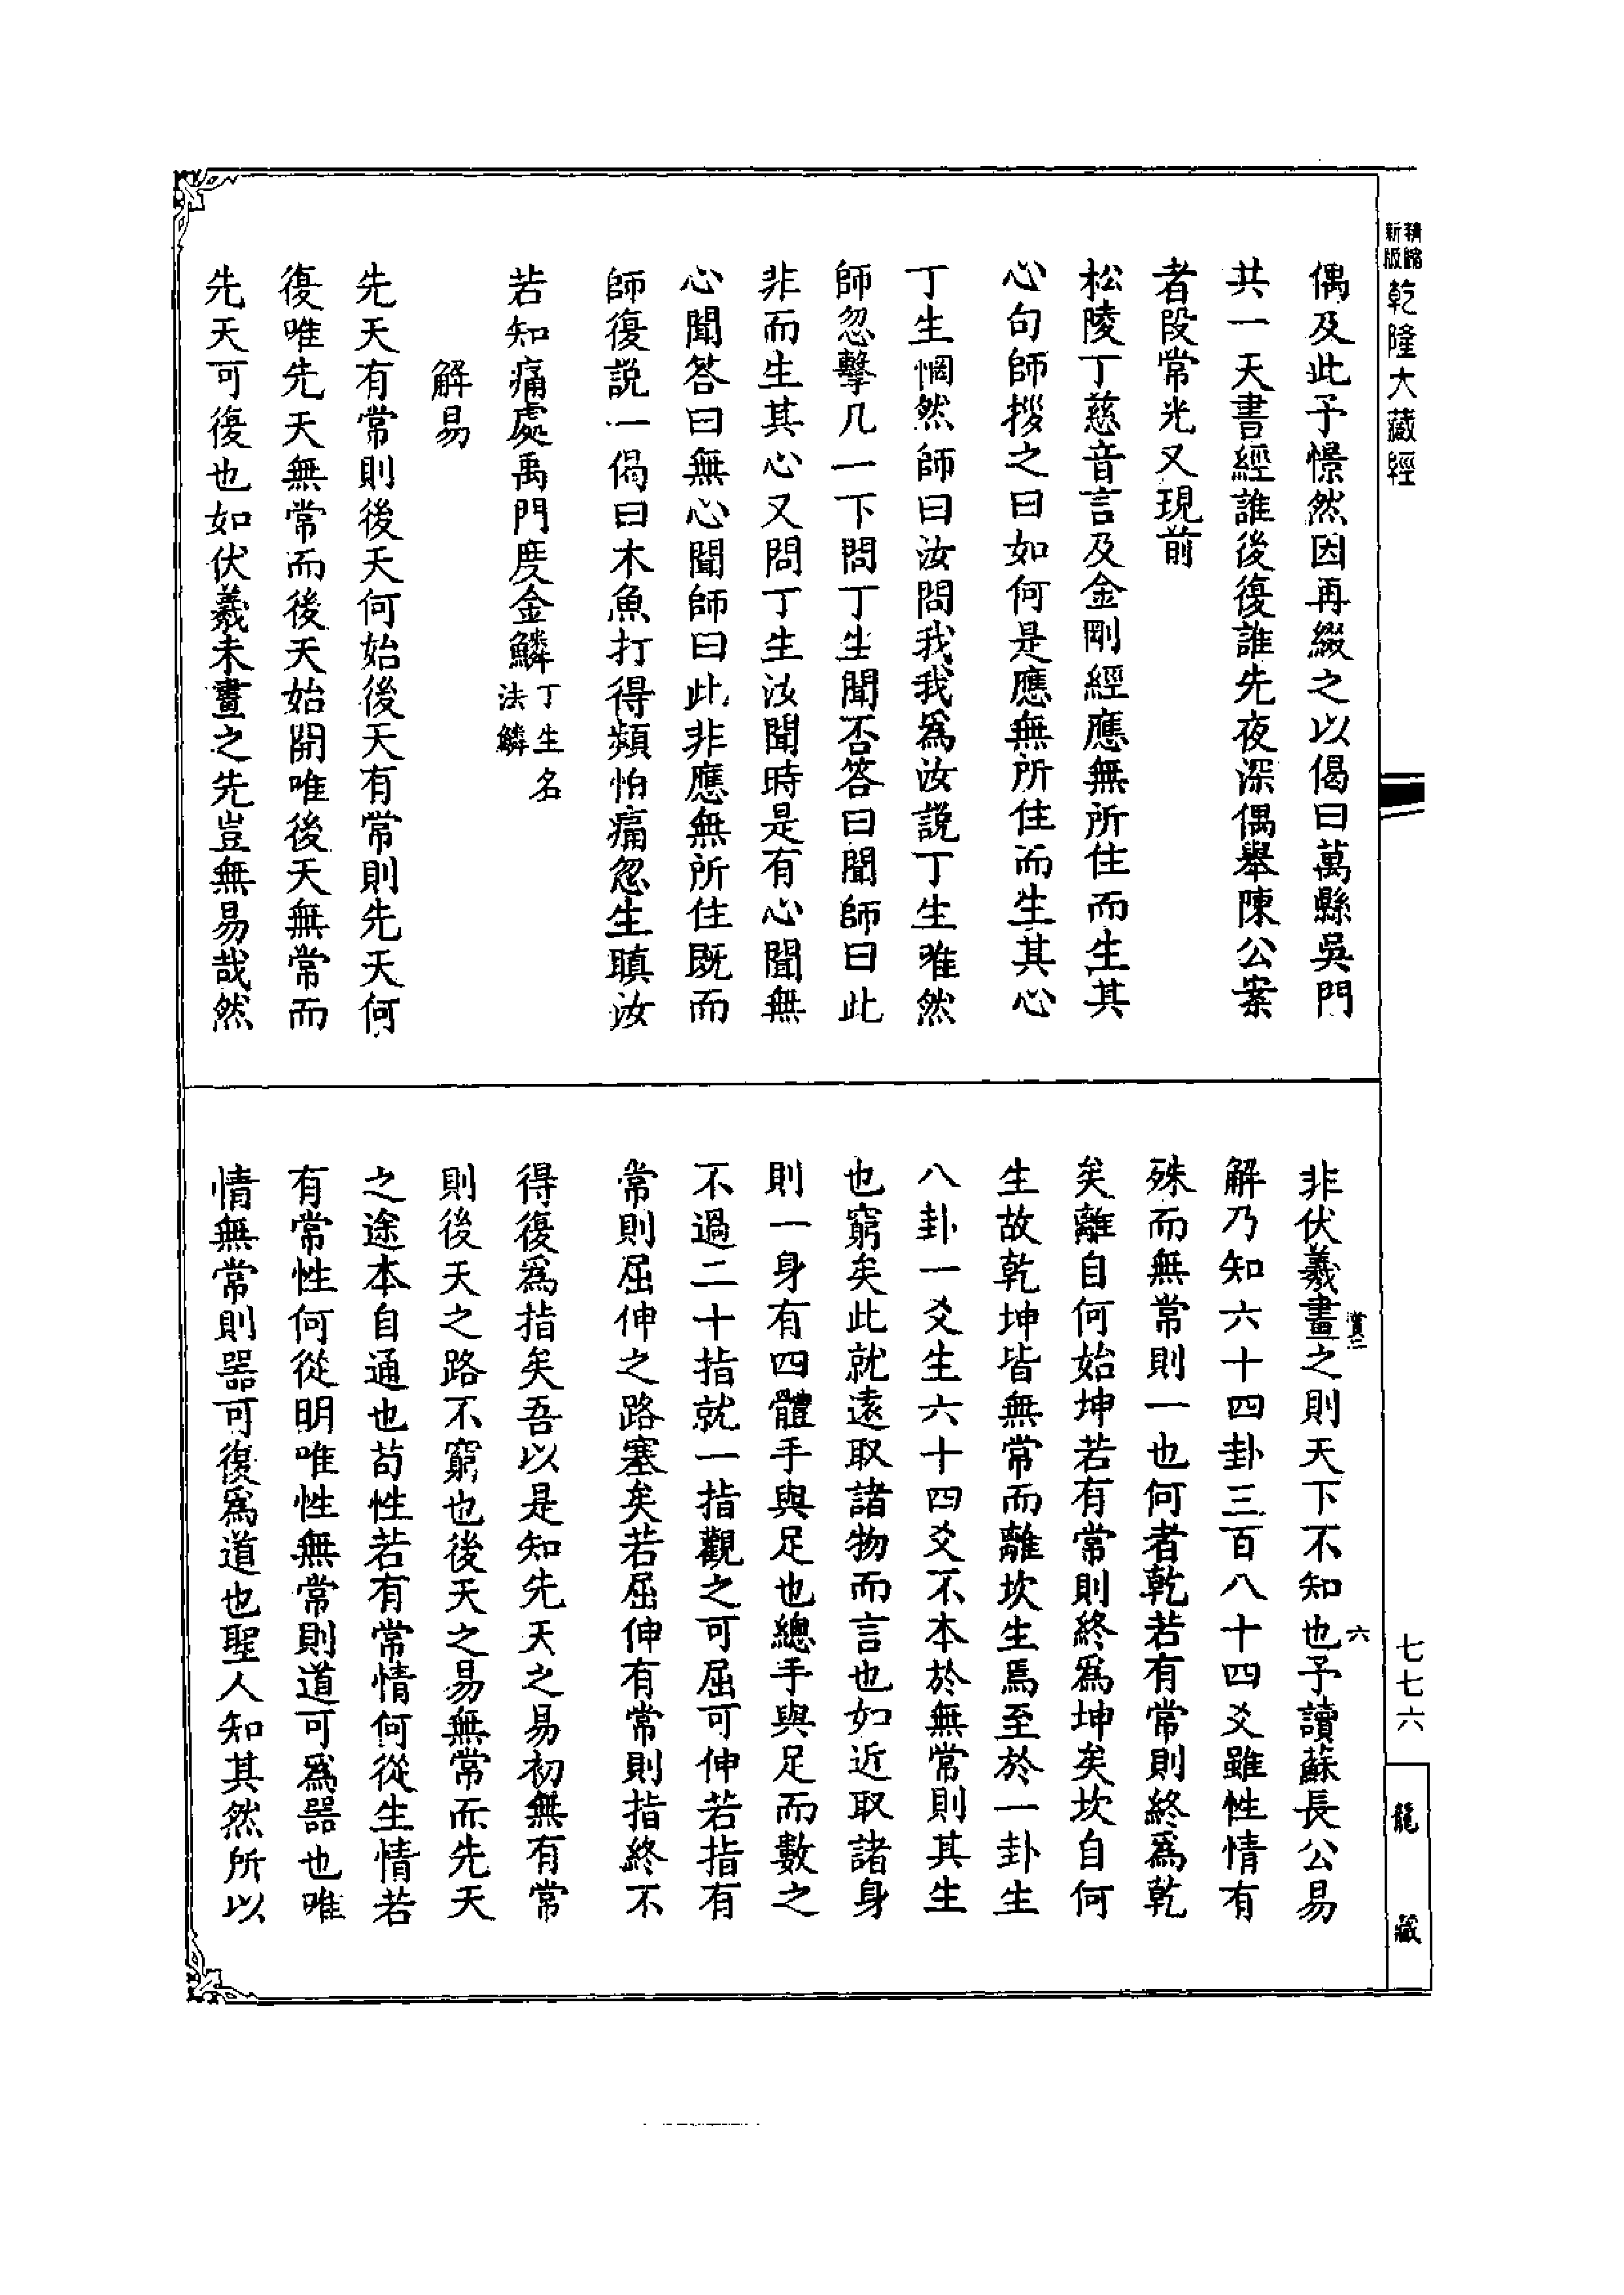 精縮
新版
乾隆大藏經
偶及此予憬然因再綴之以偈曰萬縣吳門
共一天書經誰後復誰先夜深偶舉陳公案
者段常光又現前
松陵丁慈音言及金剛經應無所住而生其
心句師拶之曰如何是應無所住而生其心
丁生惘然師曰汝問我我爲汝説丁生唯然
師忽擊几一下問丁生聞否答曰聞師曰此
非而生其心又問丁生汝聞時是有心聞無
心聞答曰無心聞師曰此非應無所住既而
師復説一偈曰木魚打得頻怕痛忽生瞋汝
若知痛處禹門度金鱗
丁生名
法鱗
解易
先天有常則後天何始後天有常則先天何
復唯先天無常而後天始開唯後天無常而
先天可復也如伏羲未畫之先豈無易哉然
非伏羲畫之則天下不知也予讀蘇長公易
解乃知六十四卦三百八十四爻雖性情有
殊而無常則一也何者乾若有常則終爲乾
矣離自何始坤若有常則終爲坤矣坎自何
生故乾坤皆無常而離坎生焉至於一卦生
八卦一爻生六十四爻不本於無常則其生
也窮矣此就遠取諸物而言也如近取諸身
則一身有四體手與足也總手與足而數之
不過二十指就一指觀之可屈可伸若指有
常則屈伸之路塞矣若屈伸有常則指終不
得復爲指矣吾以是知先天之易初無有常
則後天之路不窮也後天之易無常而先天
之途本自通也苟性若有常情何從生情若
有常性何從明唯性無常則道可爲器也唯
情無常則器可復爲道也聖人知其然所以
六
七七六
龍藏